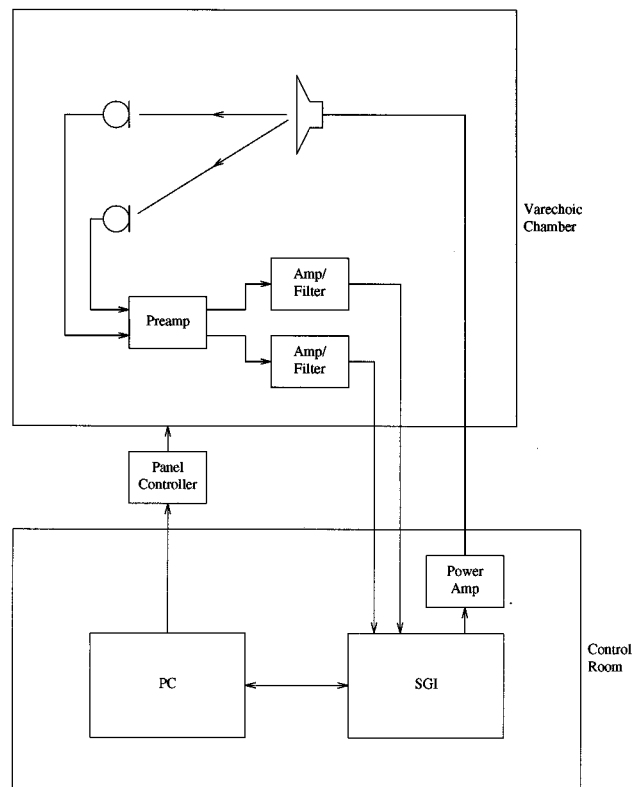 Varechoic
Chamber
Amp/
Filter
Preamp
Amp/
Filter
Panel
Controller
Power
Amp
Control
Room
PC
SGI